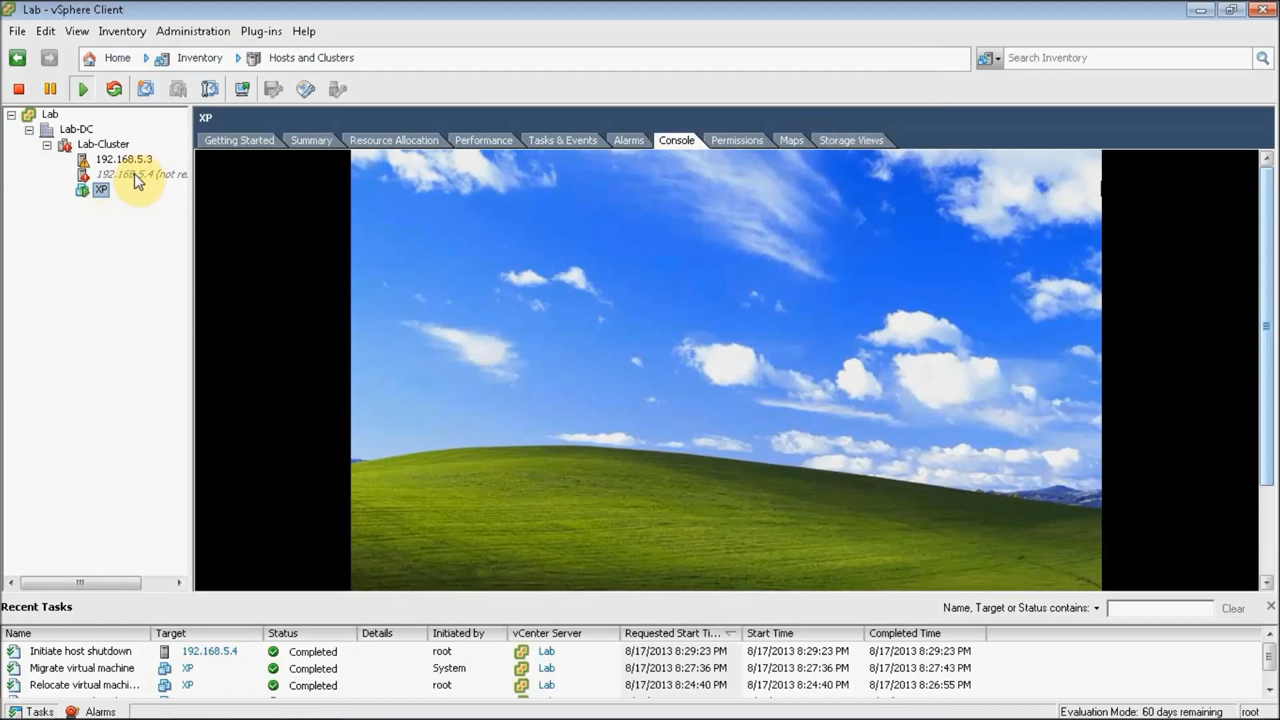 Lab - vSphere Client
File Edit View Inventory Administration Plug-ins Help
Home Inventory Hosts and Clusters Search Inventory
Lab
Lab-DC
Lab-Cluster
192.168.5.3
192.168.5.4 (not re
XP
XP
Getting Started Summary Resource Allocation Performance Tasks & Events Alarms Console Permissions Maps Storage Views
Recent Tasks Name, Target or Status contains: Clear
Name Target Status Details Initiated by vCenter Server Requested Start Ti... Start Time Completed Time
Initiate host shutdown 192.168.5.4 Completed root Lab 8/17/2013 8:29:23 PM 8/17/2013 8:29:23 PM 8/17/2013 8:29:23 PM
Migrate virtual machine XP Completed System Lab 8/17/2013 8:27:36 PM 8/17/2013 8:27:36 PM 8/17/2013 8:27:43 PM
Relocate virtual machi... XP Completed root Lab 8/17/2013 8:24:40 PM 8/17/2013 8:24:40 PM 8/17/2013 8:26:55 PM
Tasks Alarms Evaluation Mode: 60 days remaining root